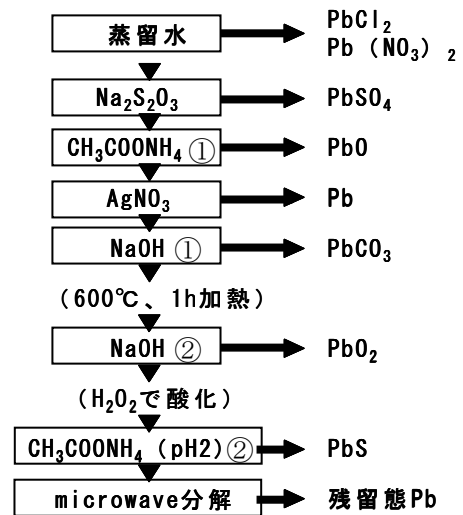 蒸留水
PbCl₂
Pb（NO₃）₂
Na₂S₂O₃
PbSO₄
CH₃COONH₄ ①
PbO
AgNO₃
Pb
NaOH ①
PbCO₃
（600℃、1h加熱）
NaOH ②
PbO₂
（H₂O₂で酸化）
CH₃COONH₄（pH2）②
PbS
microwave分解
残留態Pb